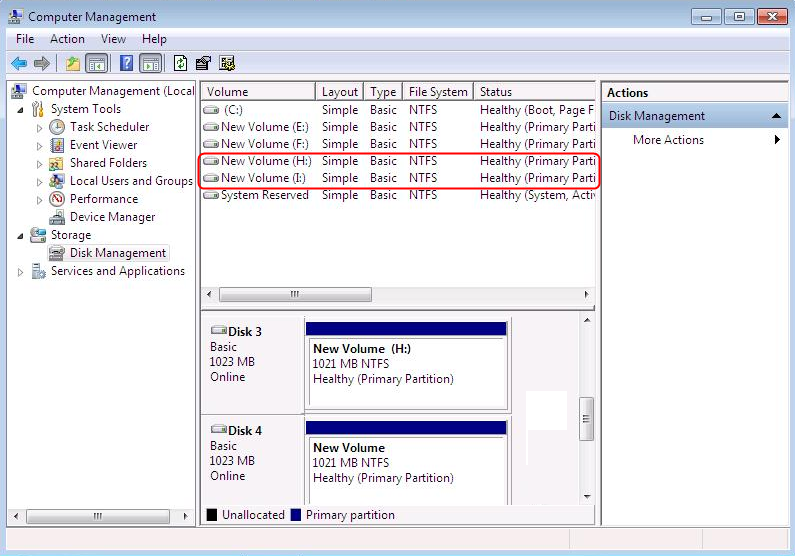 Computer Management
File Action View Help
Computer Management (Local
System Tools
Task Scheduler
Event Viewer
Shared Folders
Local Users and Groups
Performance
Device Manager
Storage
Disk Management
Services and Applications
Volume Layout Type File System Status
(C:) Simple Basic NTFS Healthy (Boot, Page F
New Volume (E:) Simple Basic NTFS Healthy (Primary Parti
New Volume (F:) Simple Basic NTFS Healthy (Primary Parti
New Volume (H:) Simple Basic NTFS Healthy (Primary Parti
New Volume (I:) Simple Basic NTFS Healthy (Primary Parti
System Reserved Simple Basic NTFS Healthy (System, Activ
Disk 3
Basic
1023 MB
Online
New Volume (H:)
1021 MB NTFS
Healthy (Primary Partition)
Disk 4
Basic
1023 MB
Online
New Volume
1021 MB NTFS
Healthy (Primary Partition)
Unallocated Primary partition
Actions
Disk Management
More Actions